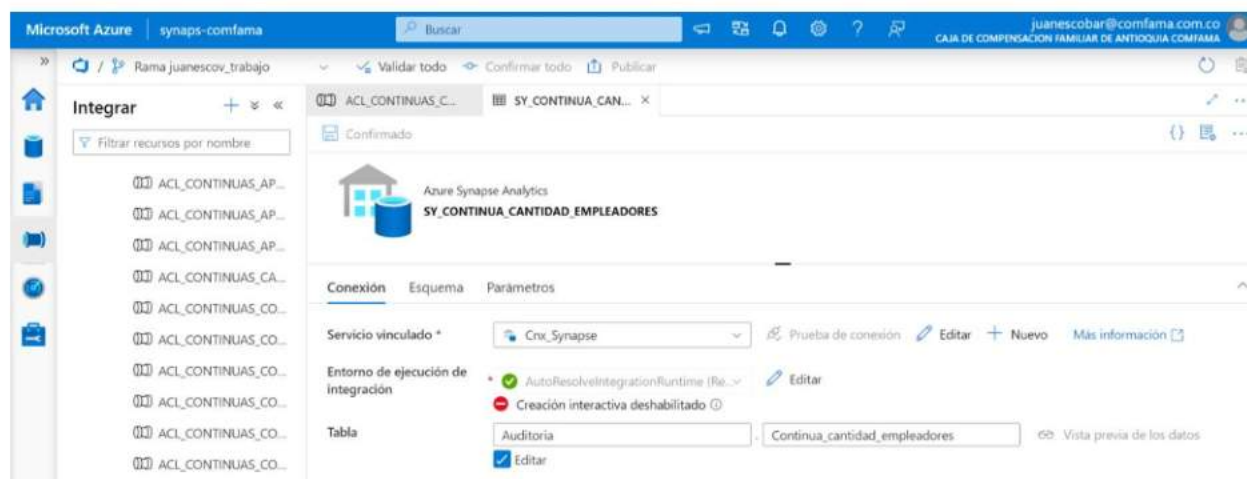 Microsoft Azure synaps-comfama Buscar juanescobar@comfama.com.co
CAJA DE COMPENSACION FAMILIAR DE ANTIOQUIA COMFAMA
» / Rama juanescov_trabajo Validar todo Confirmar todo Publicar
Integrar
ACL_CONTINUAS_C... SY_CONTINUA_CAN...
Filtrar recursos por nombre
Confirmado
ACL_CONTINUAS_AP...
ACL_CONTINUAS_AP...
ACL_CONTINUAS_AP...
ACL_CONTINUAS_CA...
ACL_CONTINUAS_CO...
ACL_CONTINUAS_CO...
ACL_CONTINUAS_CO...
ACL_CONTINUAS_CO...
ACL_CONTINUAS_CO...
ACL_CONTINUAS_CO...
Azure Synapse Analytics
SY_CONTINUA_CANTIDAD_EMPLEADORES
Conexión Esquema Parámetros
Servicio vinculado * Cnx_Synapse Prueba de conexión Editar + Nuevo Más información
Entorno de ejecución de integración * AutoResolveIntegrationRuntime (Re... Editar
Creación interactiva deshabilitado
Tabla Auditoria . Continua_cantidad_empleadores Vista previa de los datos
Editar